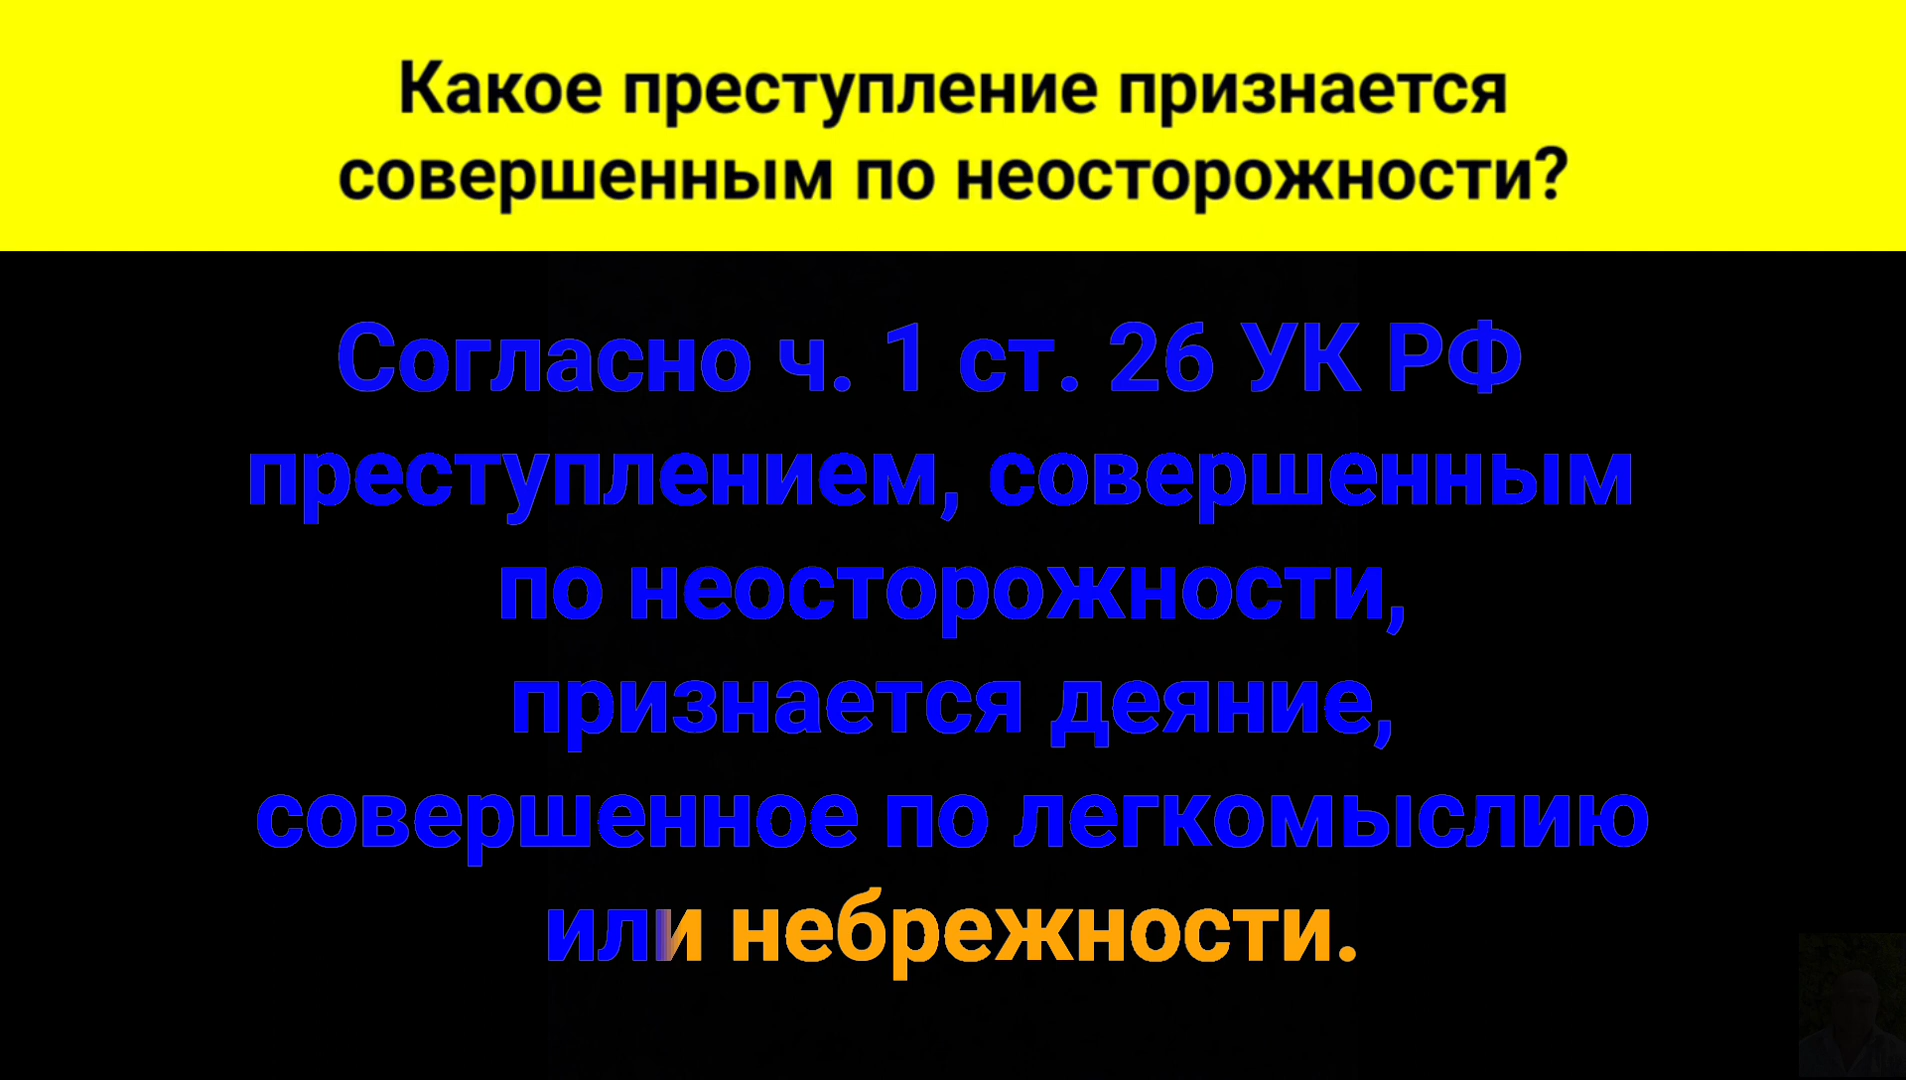 Какое преступление признается
совершенным по неосторожности?
Согласно ч. 1 ст. 26 УК РФ
преступлением, совершенным
по неосторожности,
признается деяние,
совершенное по легкомыслию
или небрежности.